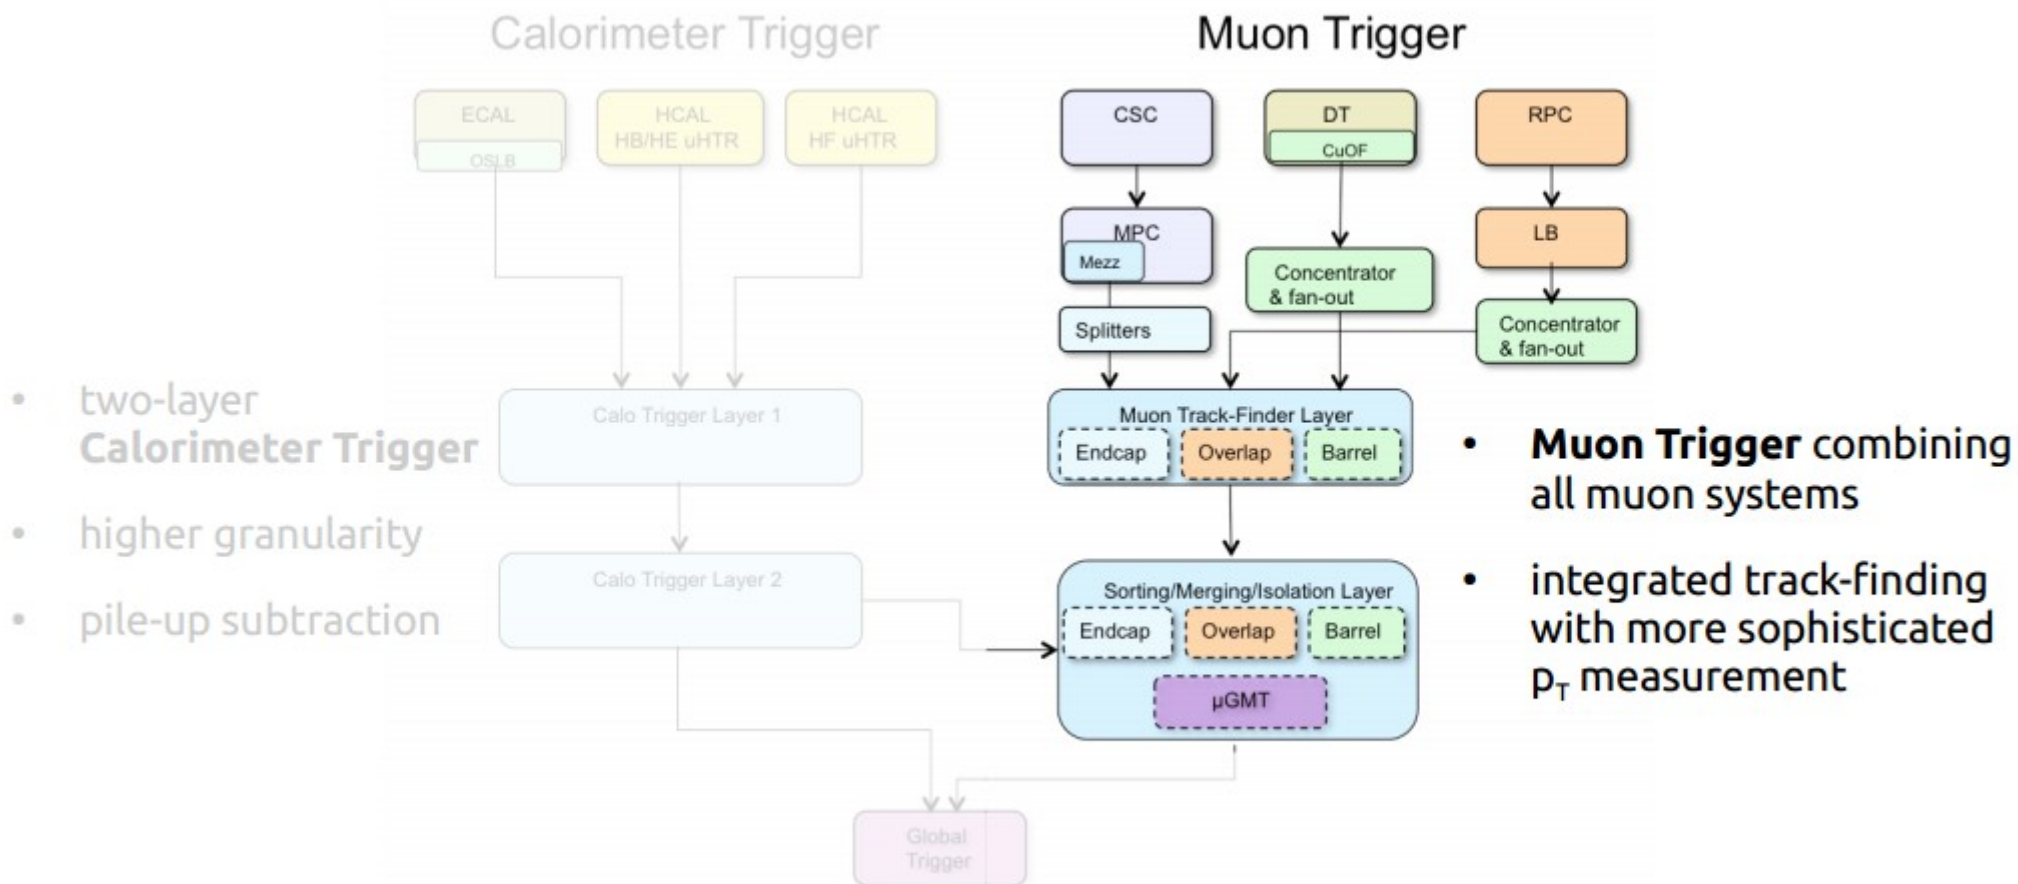 Calorimeter Trigger
Muon Trigger
ECAL
OSLB
HCAL
HB/HE uHTR
HCAL
HF uHTR
CSC
DT
CuOF
RPC
MPC
Mezz
LB
Concentrator
& fan-out
Splitters
Concentrator
& fan-out
• two-layer
Calorimeter Trigger
• higher granularity
• pile-up subtraction
Calo Trigger Layer 1
Muon Track-Finder Layer
Endcap
Overlap
Barrel
Calo Trigger Layer 2
Sorting/Merging/Isolation Layer
Endcap
Overlap
Barrel
µGMT
• Muon Trigger combining
all muon systems
• integrated track-finding
with more sophisticated
pT measurement
Global
Trigger